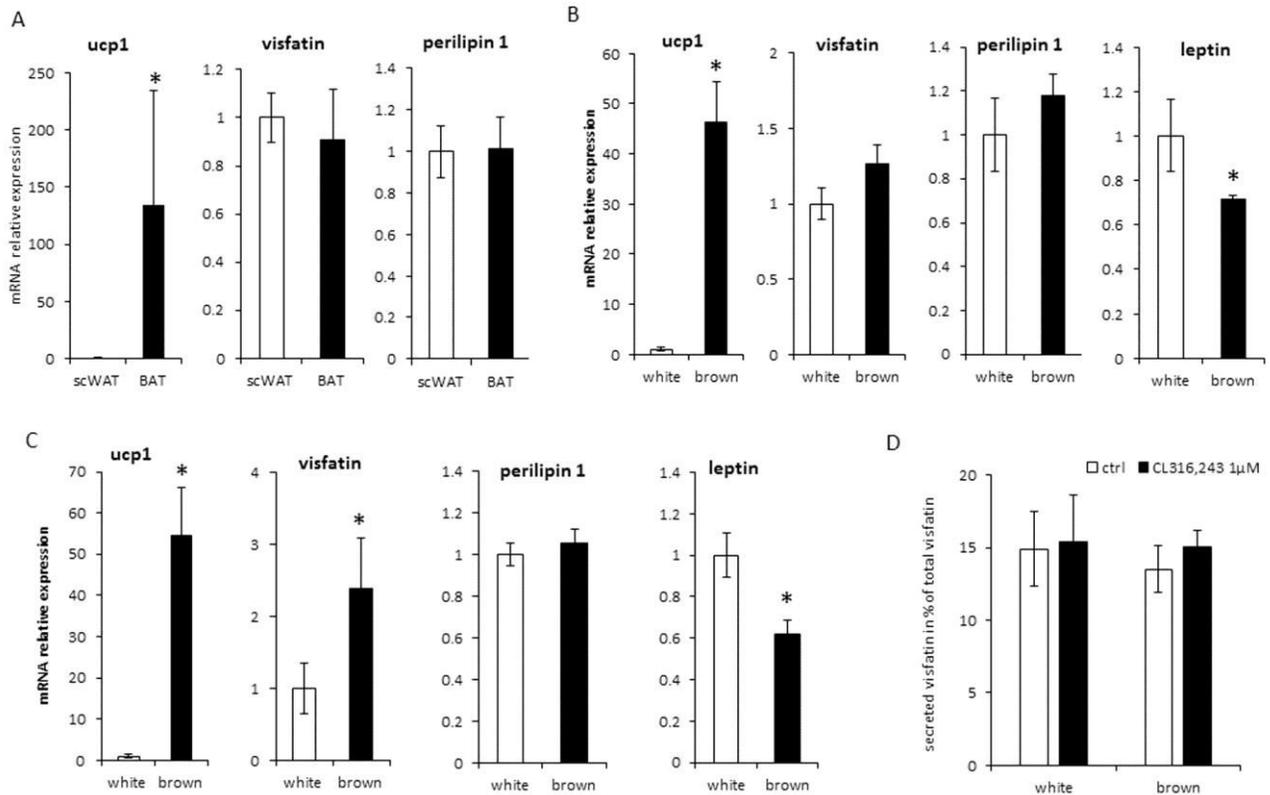 A
ucp1
visfatin
perilipin 1
mRNA relative expression
250
200
150
100
50
0
scWAT BAT
1.2
1
0.8
0.6
0.4
0.2
0
scWAT BAT
1.4
1.2
1
0.8
0.6
0.4
0.2
0
scWAT BAT
*
B
ucp1
visfatin
perilipin 1
leptin
mRNA relative expression
60
50
40
30
20
10
0
white brown
*
2
1.5
1
0.5
0
white brown
1.4
1.2
1
0.8
0.6
0.4
0.2
0
white brown
1.4
1.2
1
0.8
0.6
0.4
0.2
0
white brown
*
C
ucp1
visfatin
perilipin 1
leptin
mRNA relative expression
70
60
50
40
30
20
10
0
white brown
*
4
3
2
1
0
white brown
*
1.4
1.2
1
0.8
0.6
0.4
0.2
0
white brown
1.4
1.2
1
0.8
0.6
0.4
0.2
0
white brown
*
D
ctrl CL316,243 1µM
secreted visfatin in % of total visfatin
20
15
10
5
0
white brown